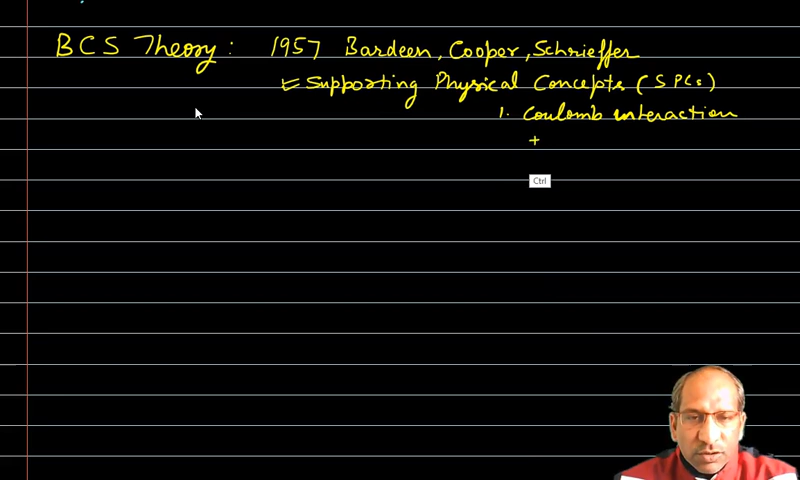 BCS Theory: 1957 Bardeen, Cooper, Schrieffer
Supporting Physical Concepts (SPCs)
1. Coulomb interaction
+
Ctrl